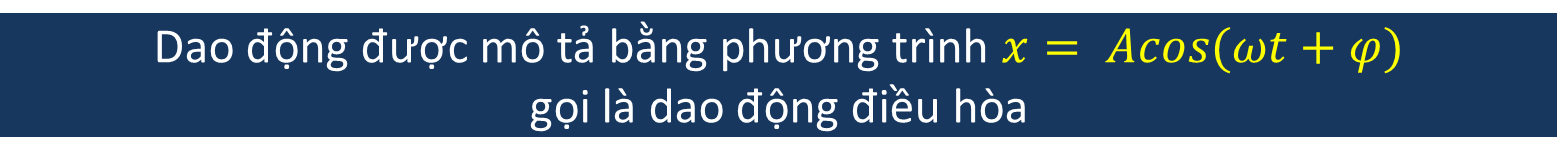 Dao động được mô tả bằng phương trình x = Acos(ωt + φ)
gọi là dao động điều hòa